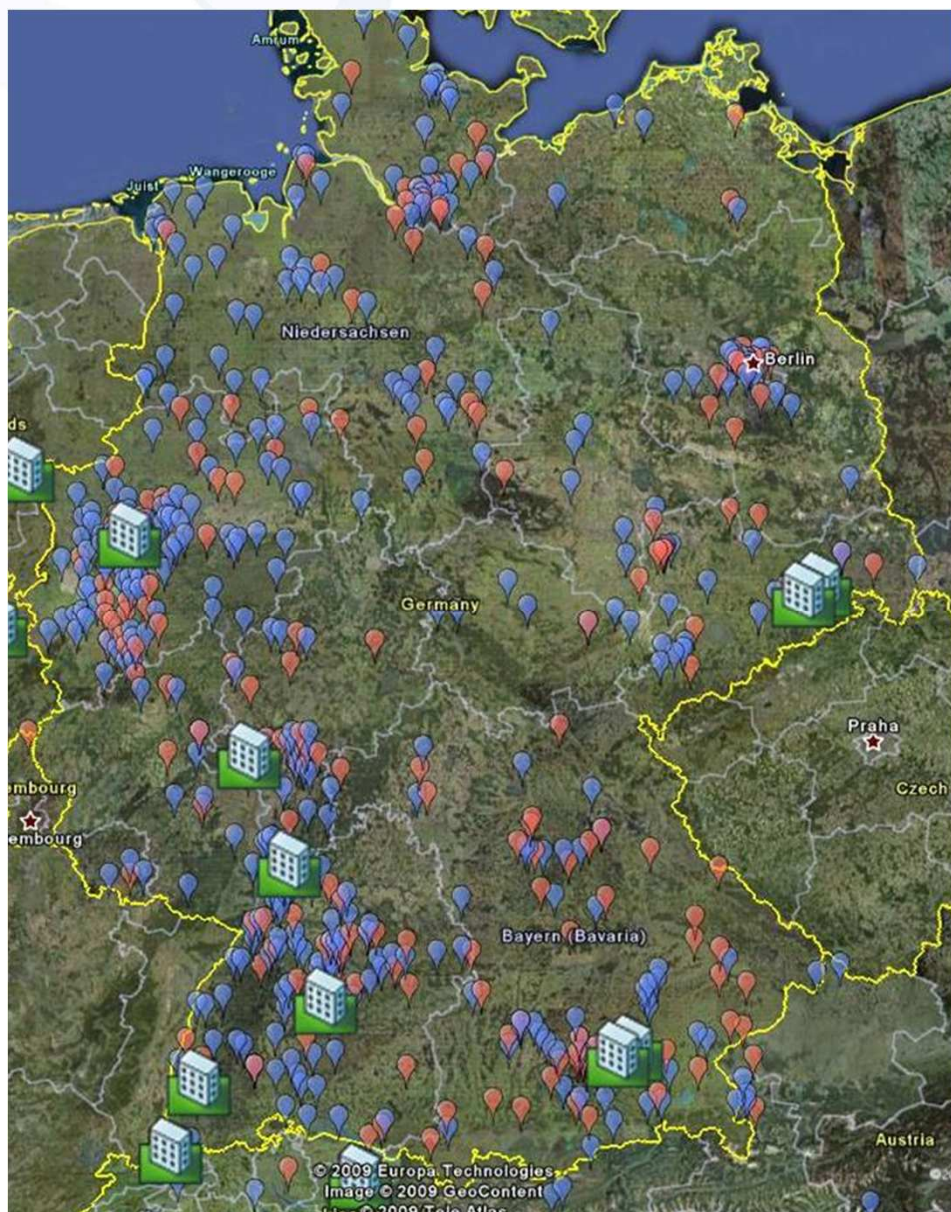 Amrum
Wangerooge
Juist
Niedersachsen
Berlin
ds
Germany
Praha
embourg
Czech
embourg
Bayern (Bavaria)
Austria
© 2009 Europa Technologies
Image © 2009 GeoContent
© 2009 Tele Atlas